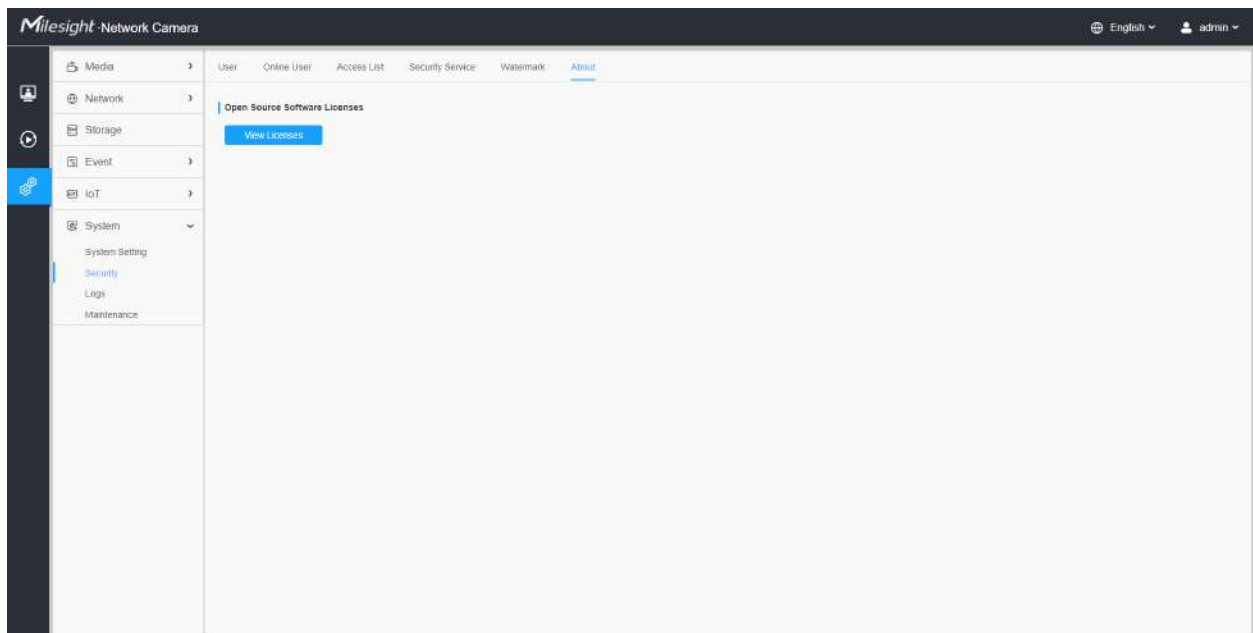 Milesight·Network Camera
English
admin
Media
Network
Storage
Event
IoT
System
System Setting
Security
Logs
Maintenance
User Online User Access List Security Service Watermark About
Open Source Software Licenses
View Licenses